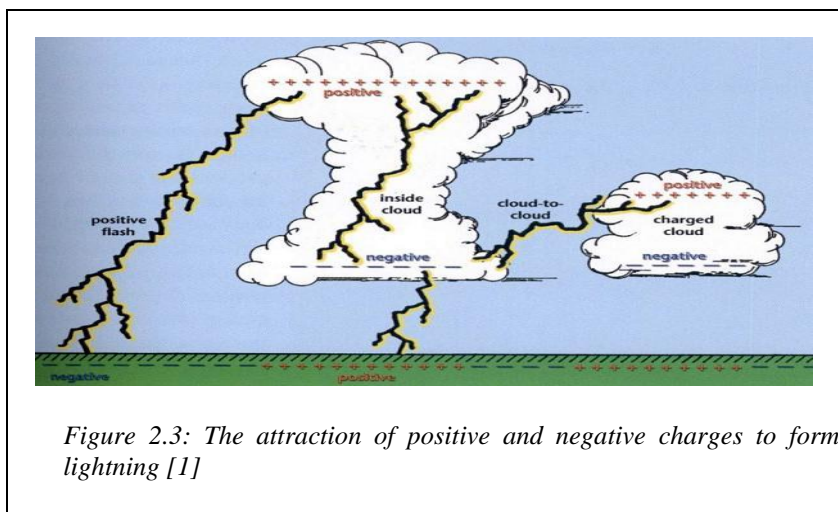 + + + + + + + + + + + + + +
positive
positive
+ + + + + + + +
inside
cloud
cloud-to-
cloud
positive
flash
charged
cloud
negative
negative
negative
positive
Figure 2.3: The attraction of positive and negative charges to form
lightning [1]